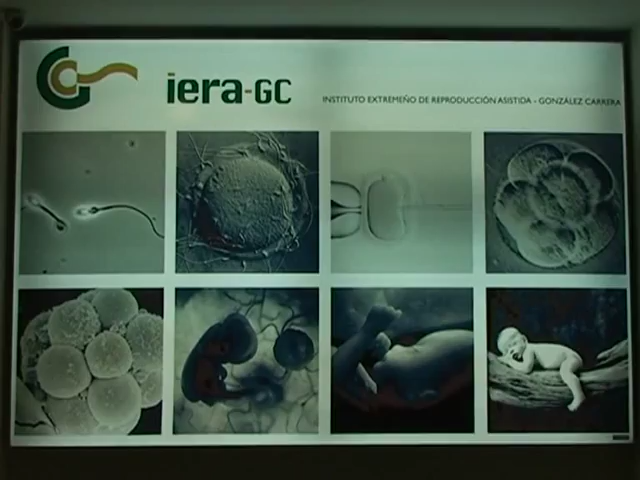 iera-GC
INSTITUTO EXTREMEÑO DE REPRODUCCIÓN ASISTIDA - GONZÁLEZ CARRERA